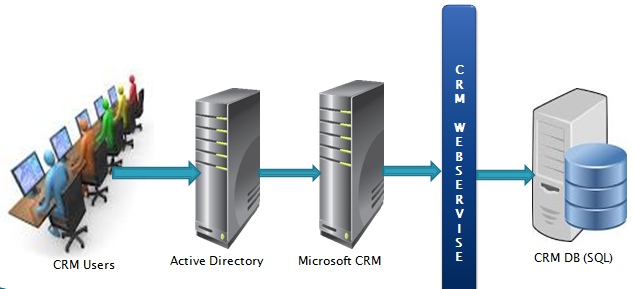 CRM WEBSERVISE
CRM Users
Active Directory
Microsoft CRM
CRM DB (SQL)